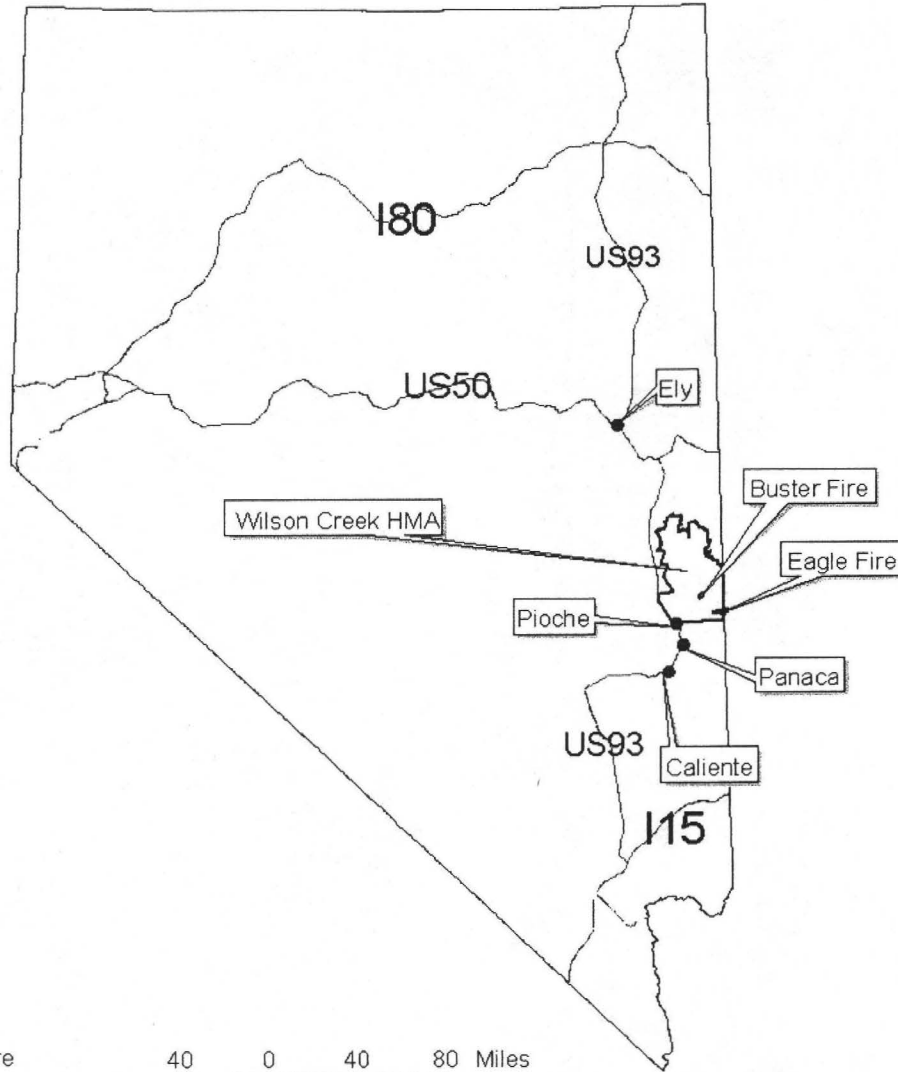 I80
US93
US50
Ely
Buster Fire
Wilson Creek HMA
Eagle Fire
Pioche
Panaca
US93
Caliente
I15
re 40 0 40 80 Miles